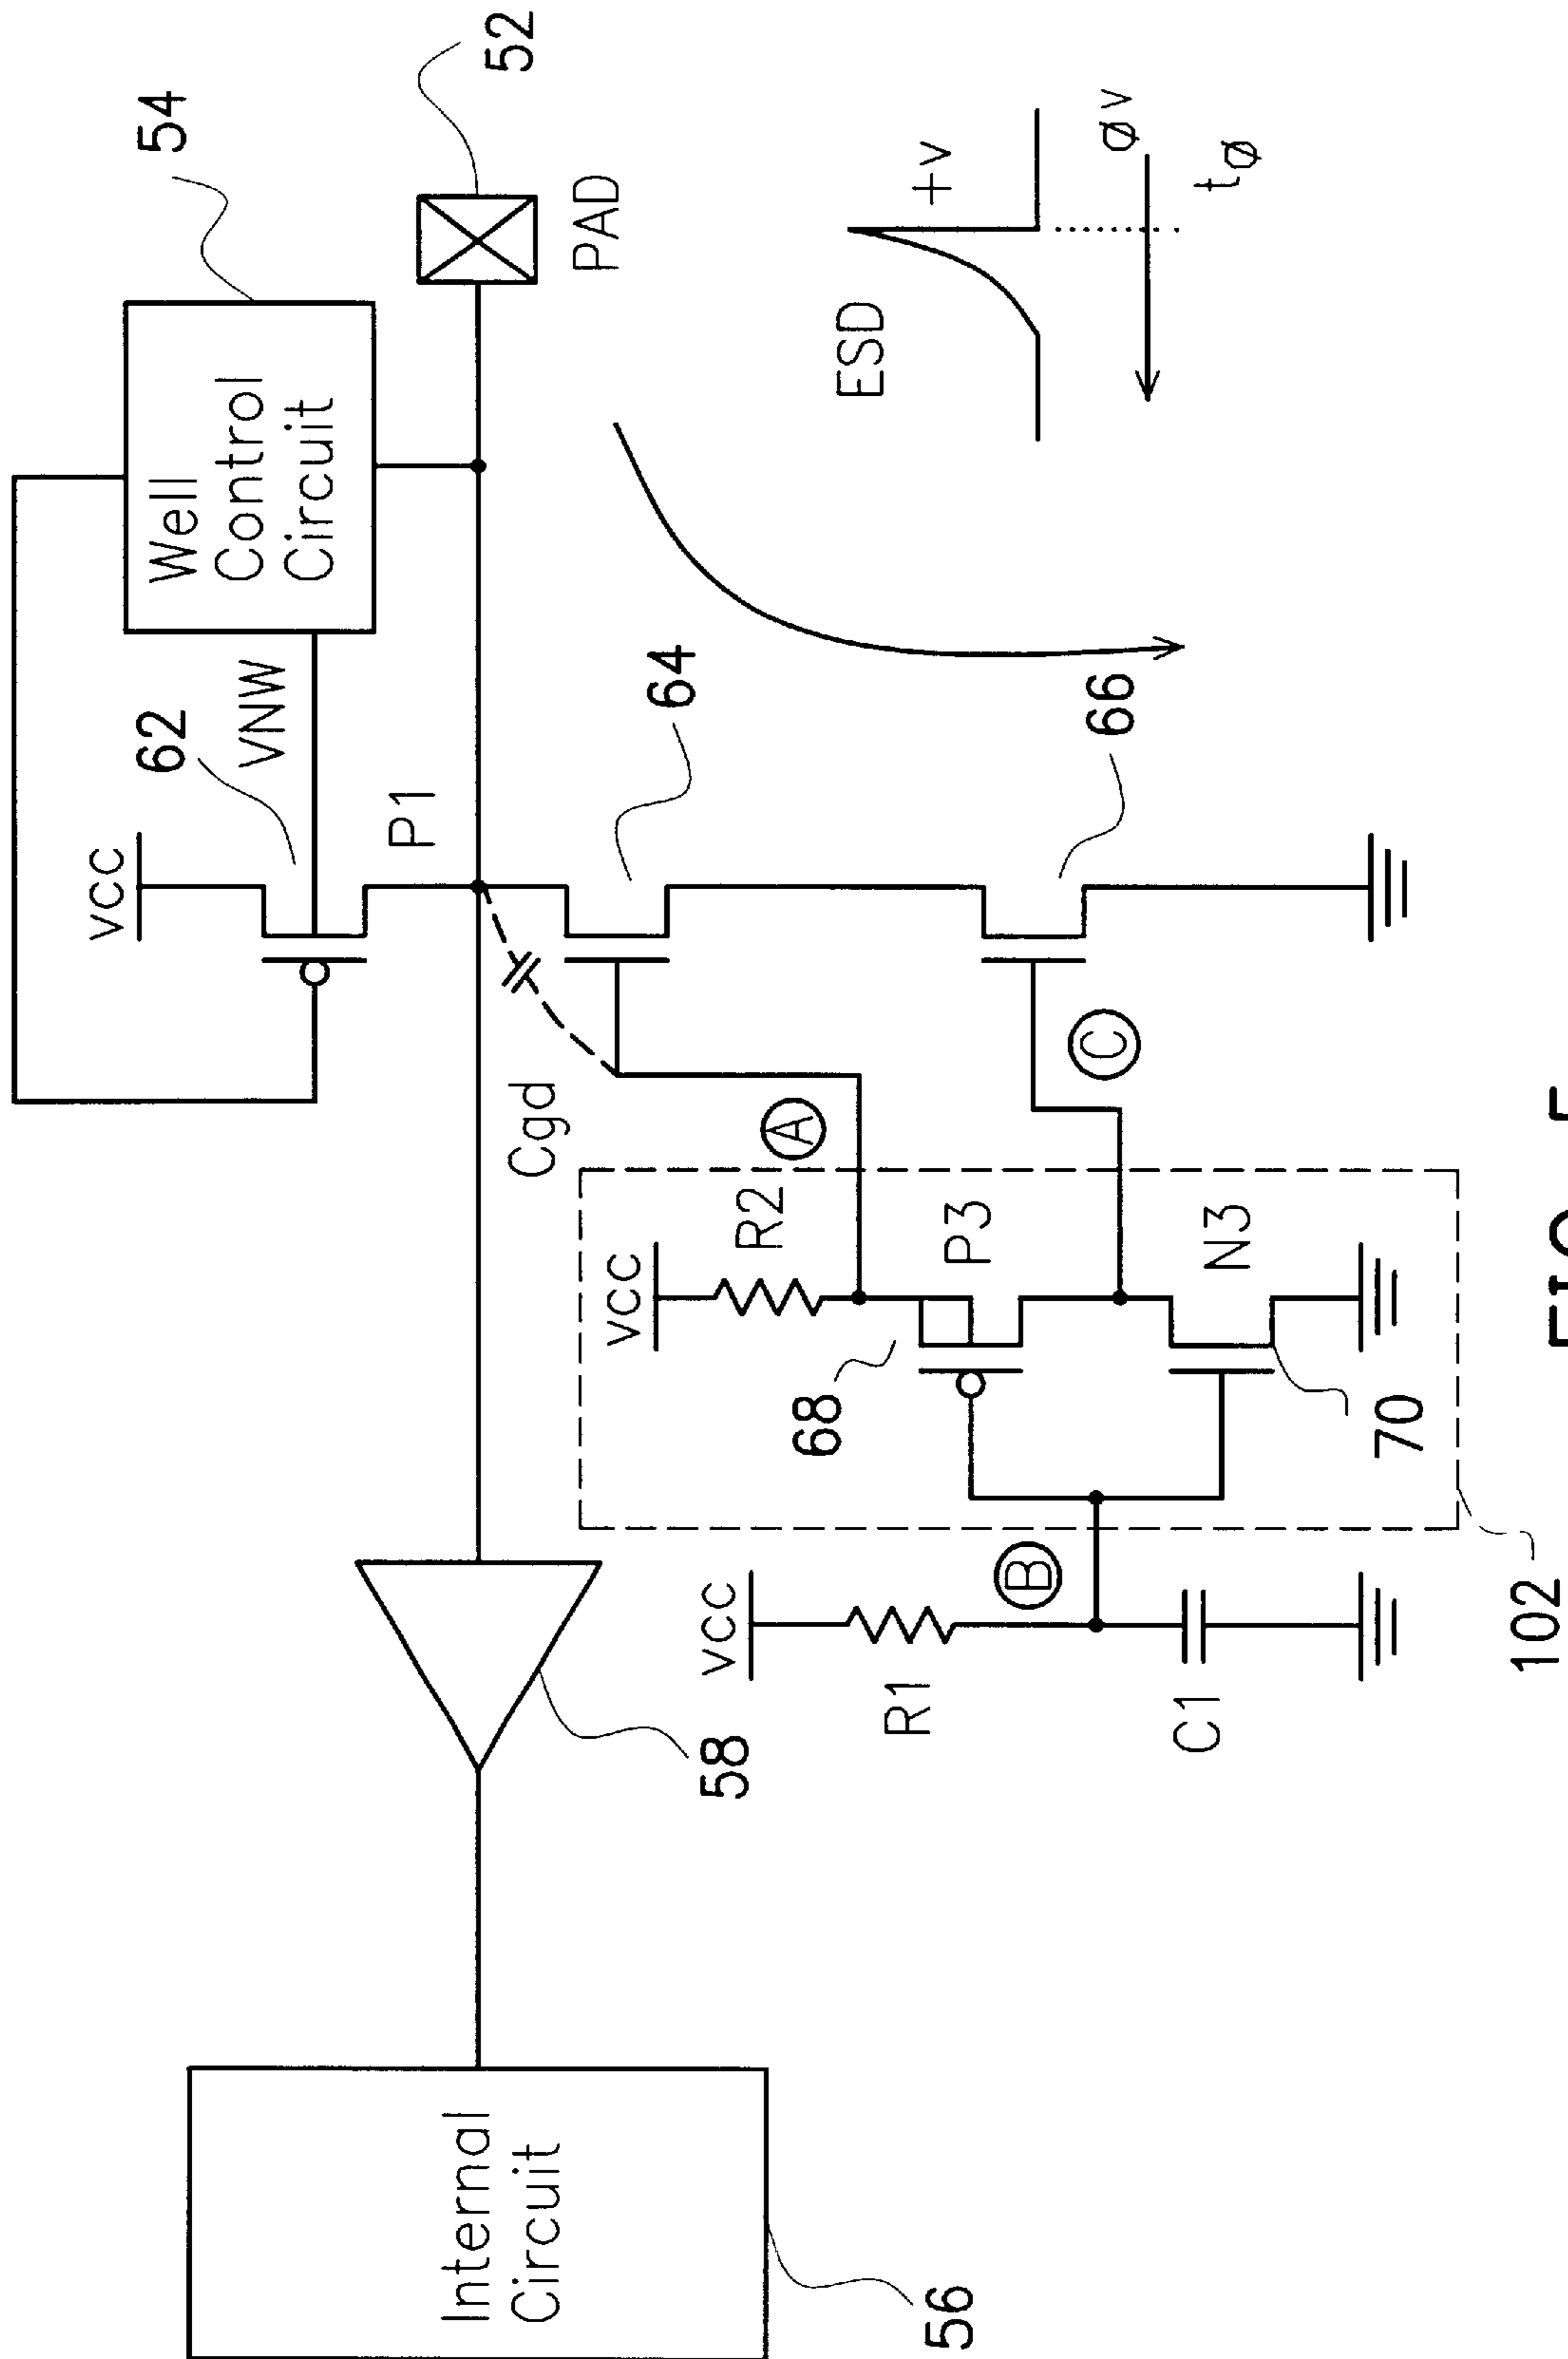 VCC
62
54
Well
Control
Circuit
VNW
P1
52
Internal
Circuit
PAD
Cgd
VCC
64
58
VCC
R2
A
68
ESD
+V
R1
56
P3
B
C
66
ØV
C1
N3
tØ
70
102